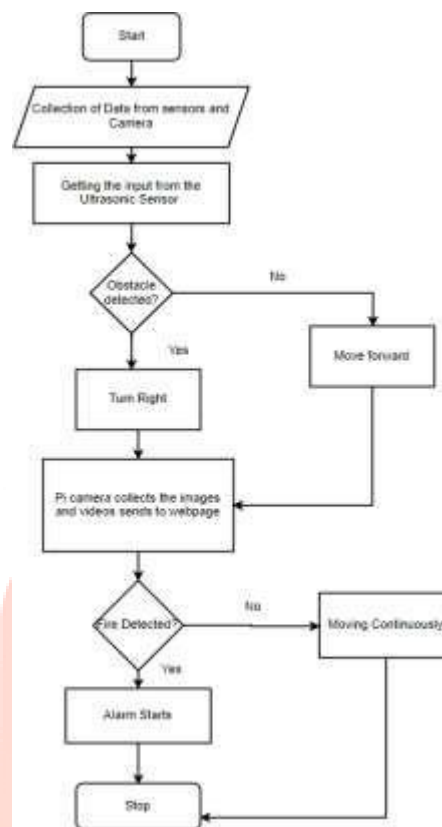 Start
Collection of Data from sensors and
Camera
Getting the input from the
Ultrasonic Sensor
Obstacle
detected?
No
Yes
Move forward
Turn Right
Pi camera collects the images
and videos sends to webpage
Fire Detected?
No
Moving Continuously
Yes
Alarm Starts
Stop